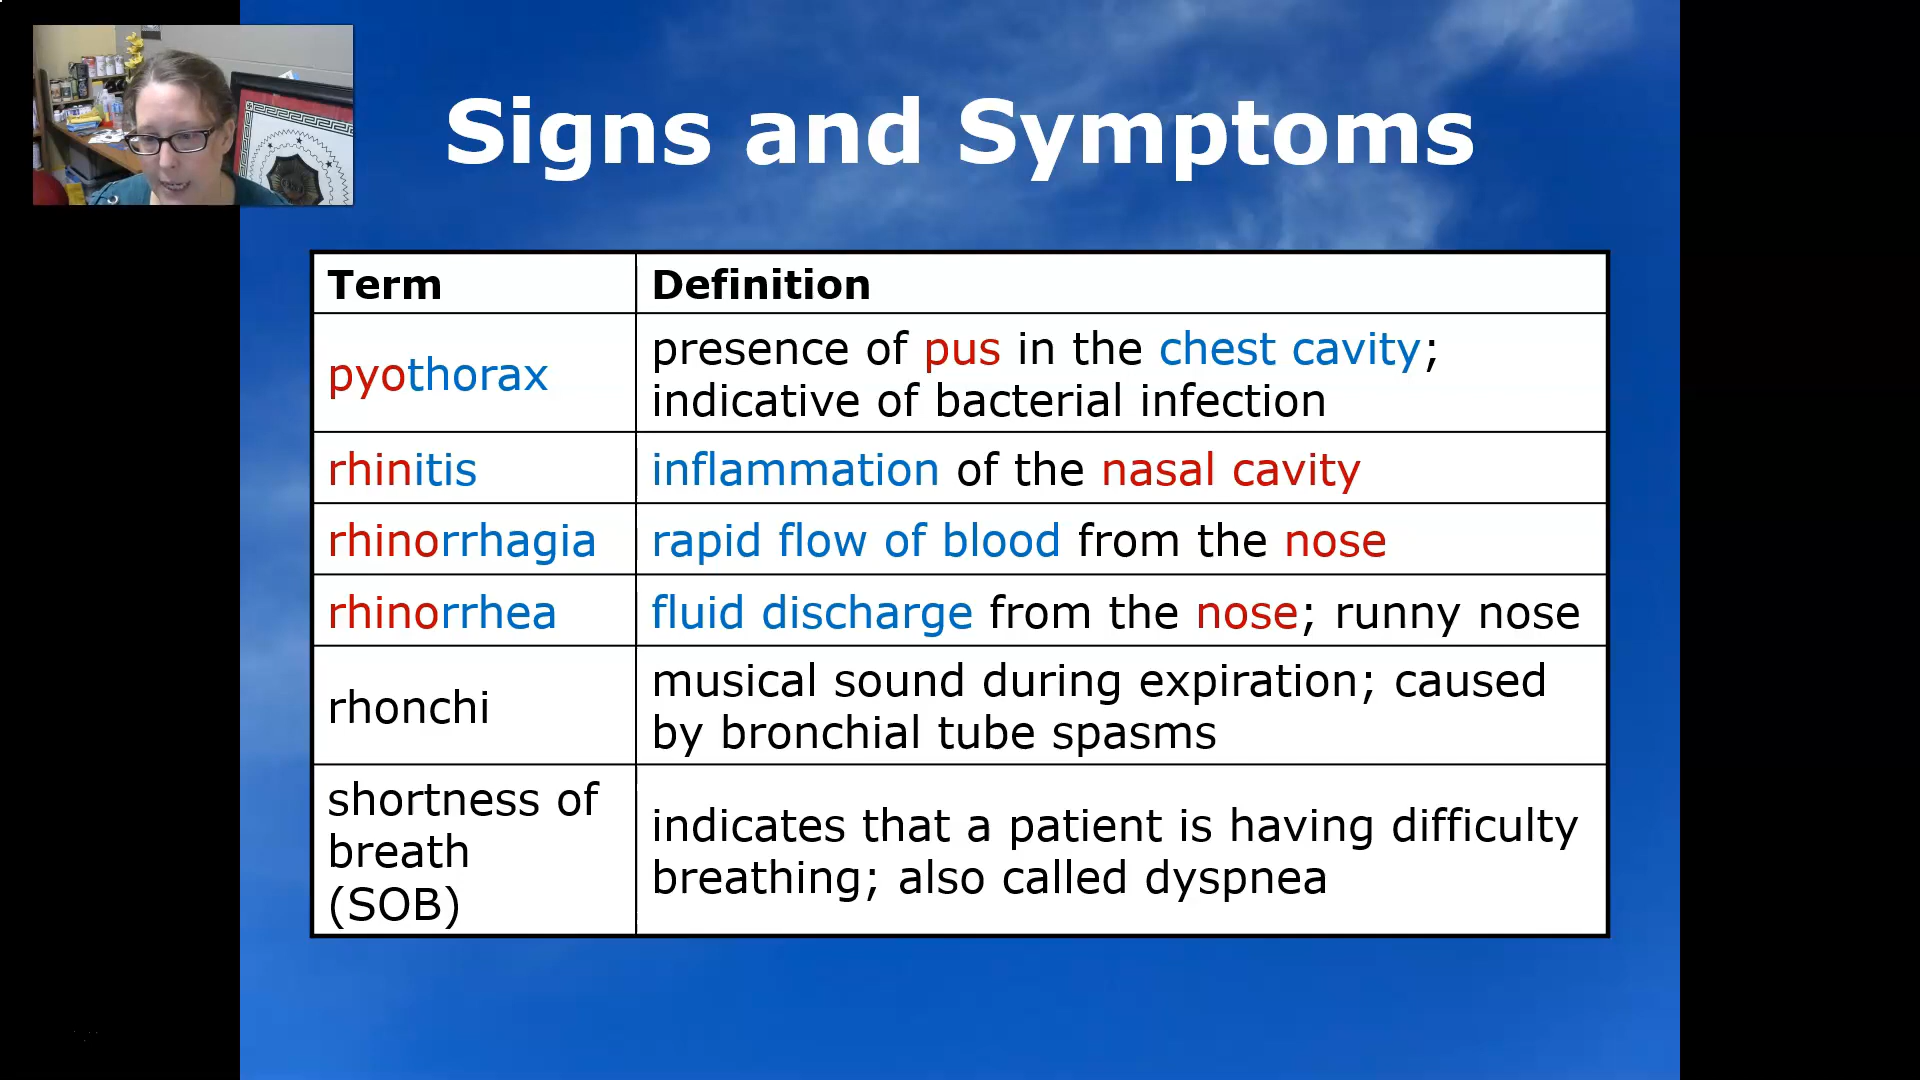 Signs and Symptoms
Term
Definition
pyothorax
presence of pus in the chest cavity;
indicative of bacterial infection
rhinitis
inflammation of the nasal cavity
rhinorrhagia
rapid flow of blood from the nose
rhinorrhea
fluid discharge from the nose; runny nose
rhonchi
musical sound during expiration; caused
by bronchial tube spasms
shortness of
breath
(SOB)
indicates that a patient is having difficulty
breathing; also called dyspnea